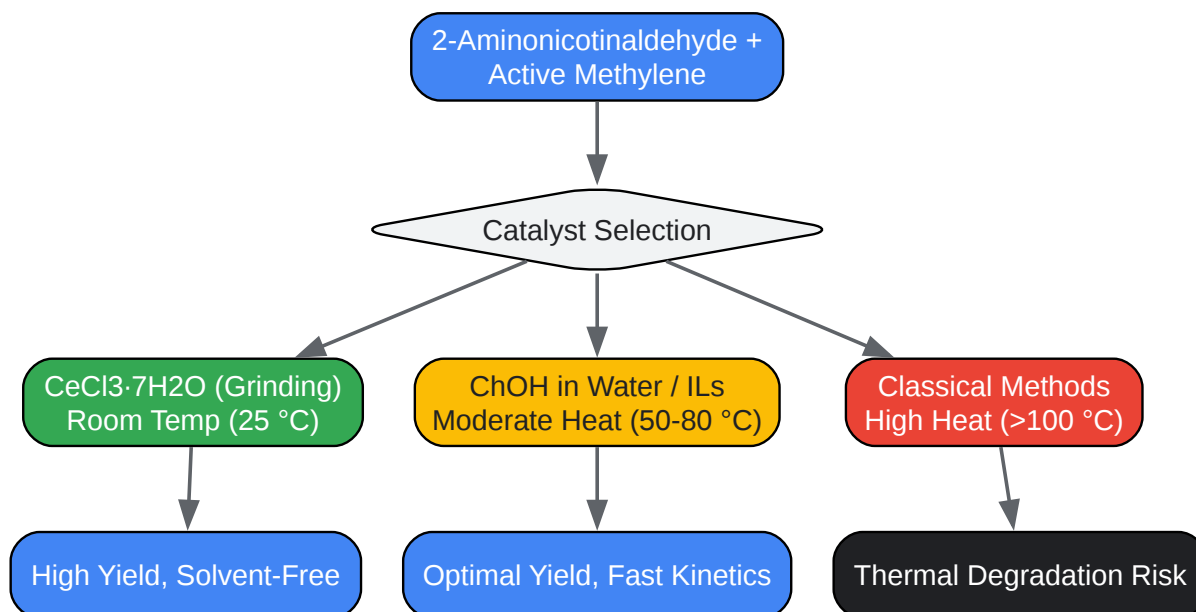 2-Aminonicotinaldehyde +
Active Methylene
Catalyst Selection
CeCl3·7H2O (Grinding)
Room Temp (25 °C)
ChOH in Water / ILs
Moderate Heat (50-80 °C)
Classical Methods
High Heat (>100 °C)
High Yield, Solvent-Free
Optimal Yield, Fast Kinetics
Thermal Degradation Risk